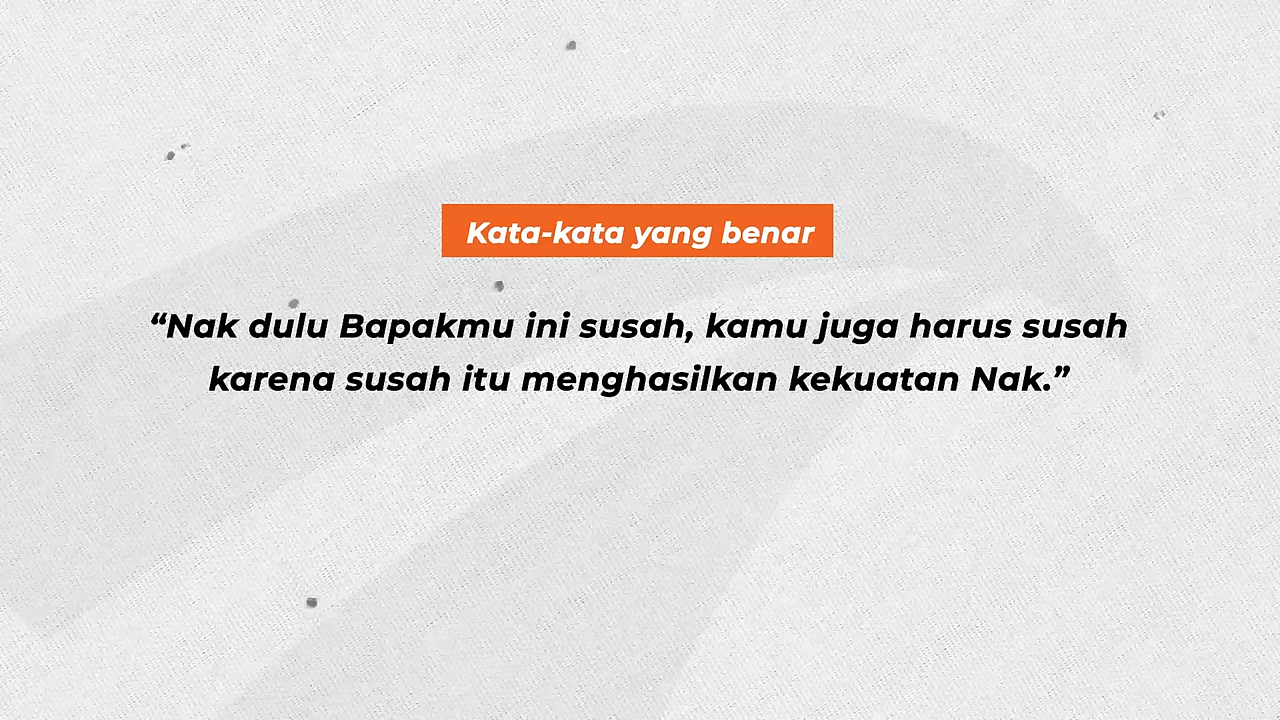 Kata-kata yang benar
“Nak dulu Bapakmu ini susah, kamu juga harus susah
karena susah itu menghasilkan kekuatan Nak.”